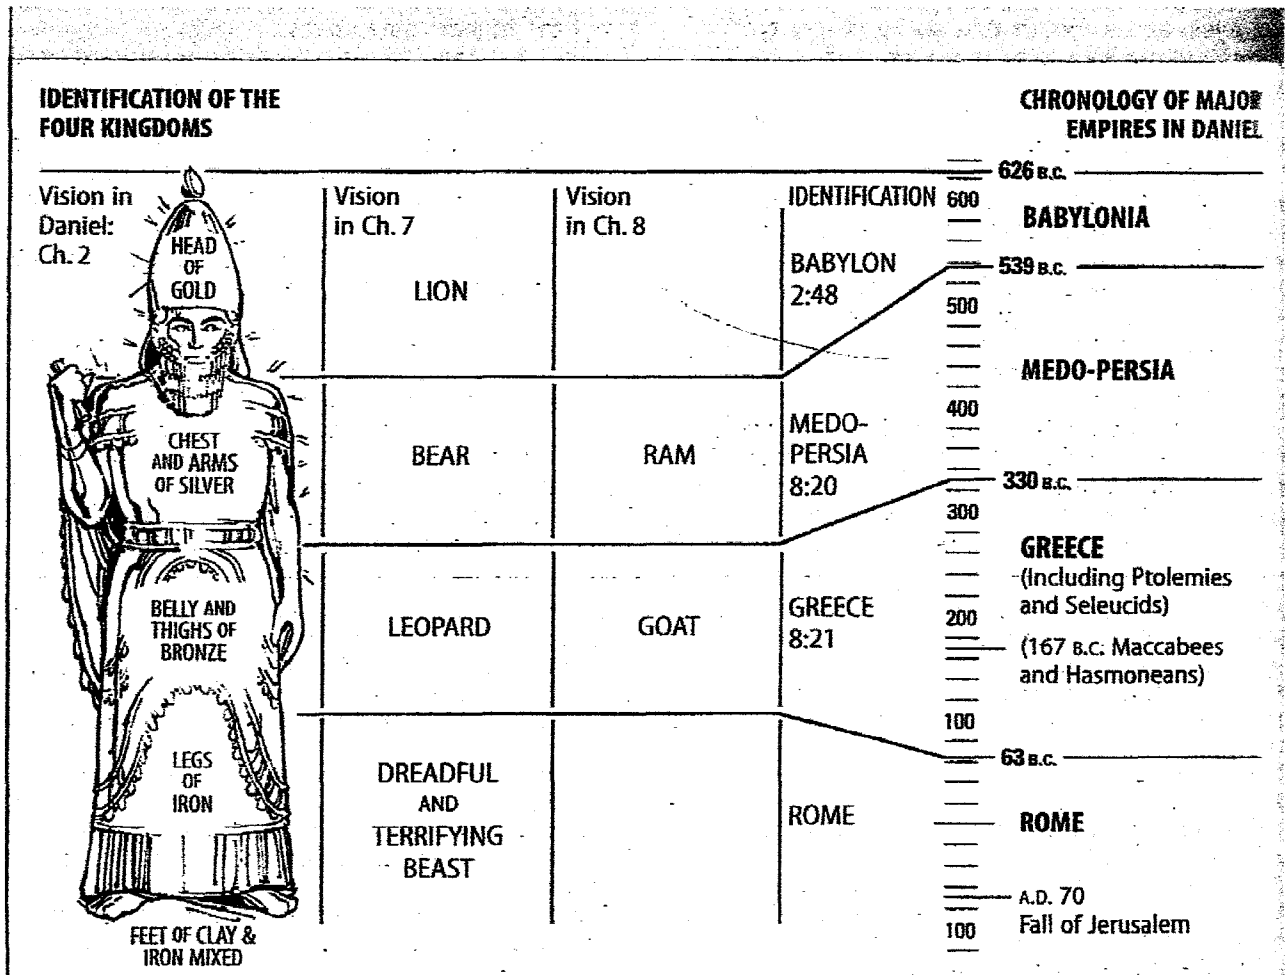 IDENTIFICATION OF THE
FOUR KINGDOMS
CHRONOLOGY OF MAJOR
EMPIRES IN DANIEL
Vision in
Daniel:
Ch. 2
Vision
in Ch. 7
Vision
in Ch. 8
IDENTIFICATION
HEAD
OF
GOLD
LION
BABYLON
2:48
CHEST
AND ARMS
OF SILVER
BEAR
RAM
MEDO-
PERSIA
8:20
BELLY AND
THIGHS OF
BRONZE
LEOPARD
GOAT
GREECE
8:21
LEGS
OF
IRON
DREADFUL
AND
TERRIFYING
BEAST
ROME
FEET OF CLAY &
IRON MIXED
626 B.C.
600
BABYLONIA
539 B.C.
500
MEDO-PERSIA
400
330 B.C.
300
GREECE
(Including Ptolemies
and Seleucids)
200
(167 B.C. Maccabees
and Hasmoneans)
100
63 B.C.
ROME
A.D. 70
Fall of Jerusalem
100